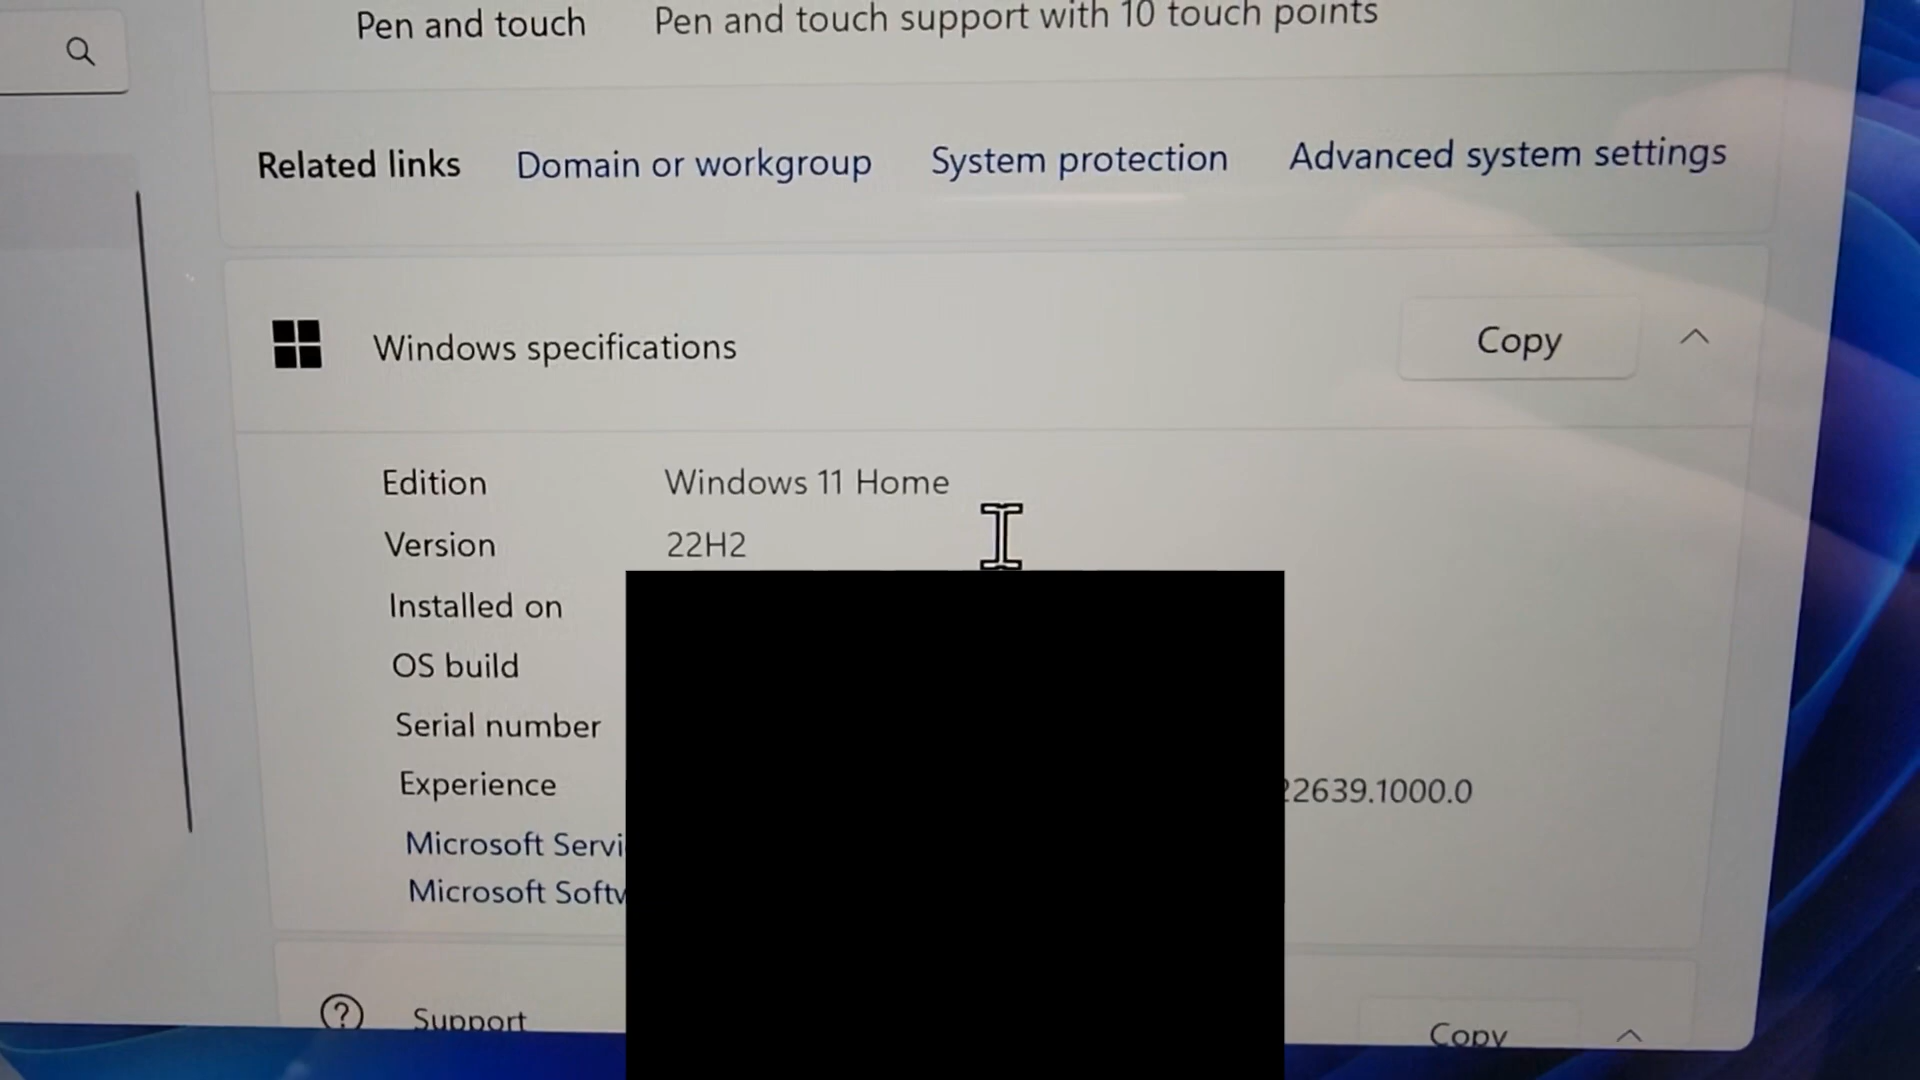 Pen and touch Pen and touch support with 10 touch points
Related links Domain or workgroup System protection Advanced system settings
Windows specifications Copy
Edition Windows 11 Home
Version 22H2
Installed on
OS build
Serial number
Experience 22639.1000.0
Microsoft Servi
Microsoft Softw
Support Copy